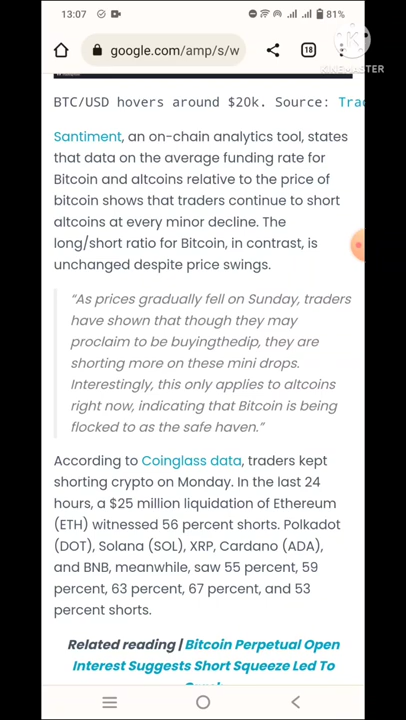 13:07
81%
google.com/amp/s/w
18
KINEMASTER
BTC/USD hovers around $20k. Source: Trac
Santiment, an on-chain analytics tool, states
that data on the average funding rate for
Bitcoin and altcoins relative to the price of
bitcoin shows that traders continue to short
altcoins at every minor decline. The
long/short ratio for Bitcoin, in contrast, is
unchanged despite price swings.
“As prices gradually fell on Sunday, traders
have shown that though they may
proclaim to be buyingthedip, they are
shorting more on these mini drops.
Interestingly, this only applies to altcoins
right now, indicating that Bitcoin is being
flocked to as the safe haven.”
According to Coinglass data, traders kept
shorting crypto on Monday. In the last 24
hours, a $25 million liquidation of Ethereum
(ETH) witnessed 56 percent shorts. Polkadot
(DOT), Solana (SOL), XRP, Cardano (ADA),
and BNB, meanwhile, saw 55 percent, 59
percent, 63 percent, 67 percent, and 53
percent shorts.
Related reading | Bitcoin Perpetual Open
Interest Suggests Short Squeeze Led To